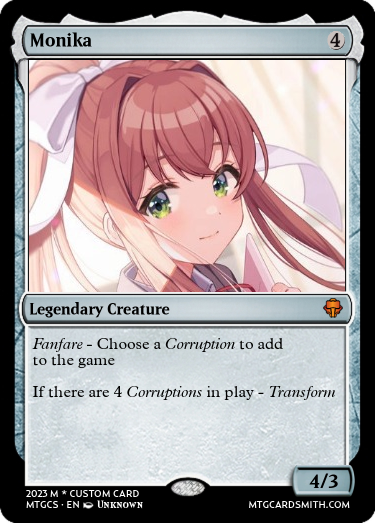 Monika 4
Legendary Creature
Fanfare - Choose a Corruption to add
to the game
If there are 4 Corruptions in play - Transform
4/3
2023 M * CUSTOM CARD
MTGCS · EN UNKNOWN
MTGCARDSMITH.COM